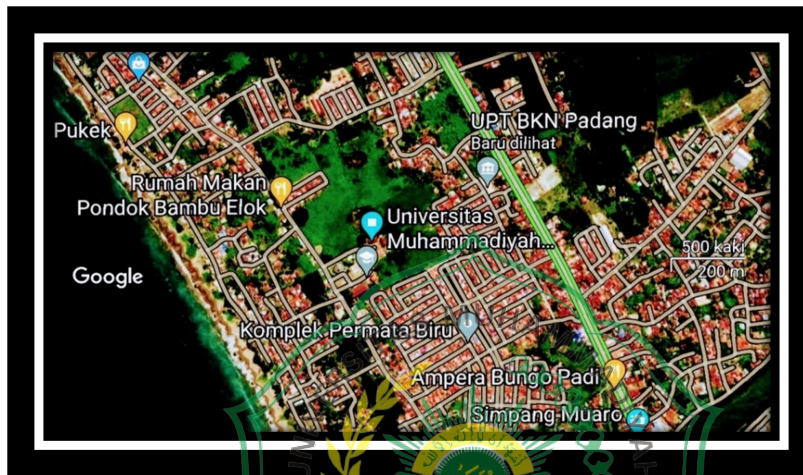 UPT BKN Padang
Baru dilihat
Pukek
Rumah Makan
Pondok Bambu Elok
Universitas
Muhammadiyah...
500 kaki
200 m
Google
Komplek Permata Biru
Ampera Bungo Padi
Simpang Muaro